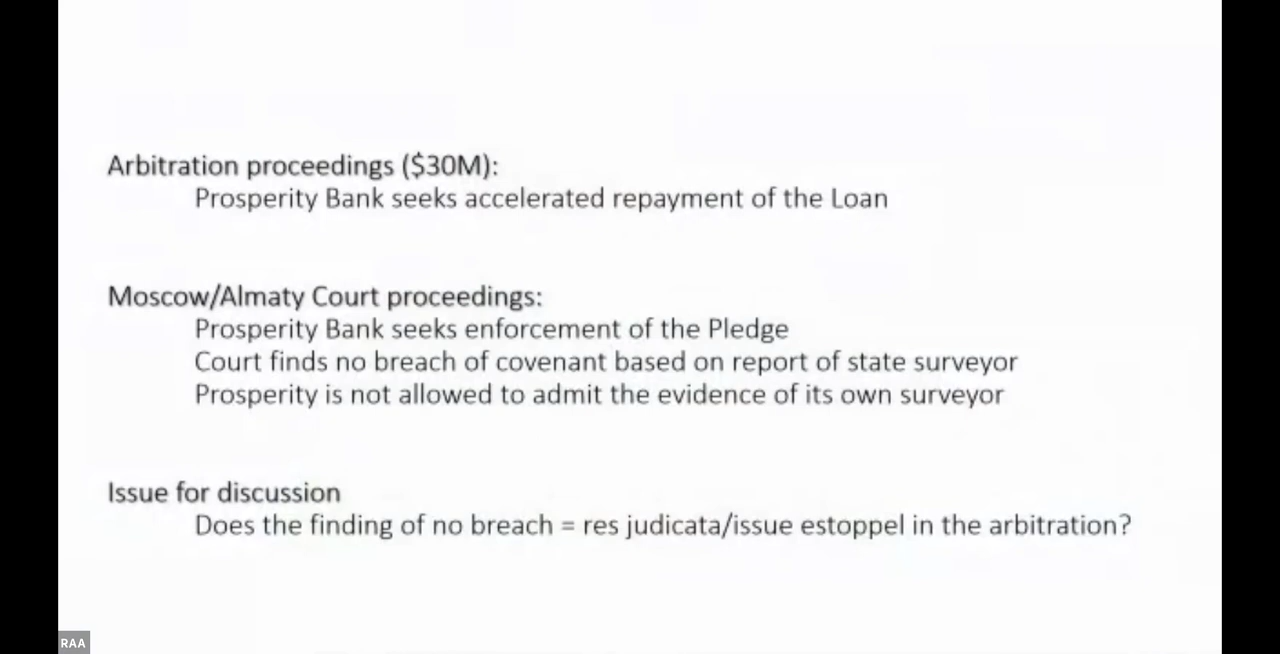 Arbitration proceedings ($30M):
Prosperity Bank seeks accelerated repayment of the Loan
Moscow/Almaty Court proceedings:
Prosperity Bank seeks enforcement of the Pledge
Court finds no breach of covenant based on report of state surveyor
Prosperity is not allowed to admit the evidence of its own surveyor
Issue for discussion
Does the finding of no breach = res judicata/issue estoppel in the arbitration?
RAA